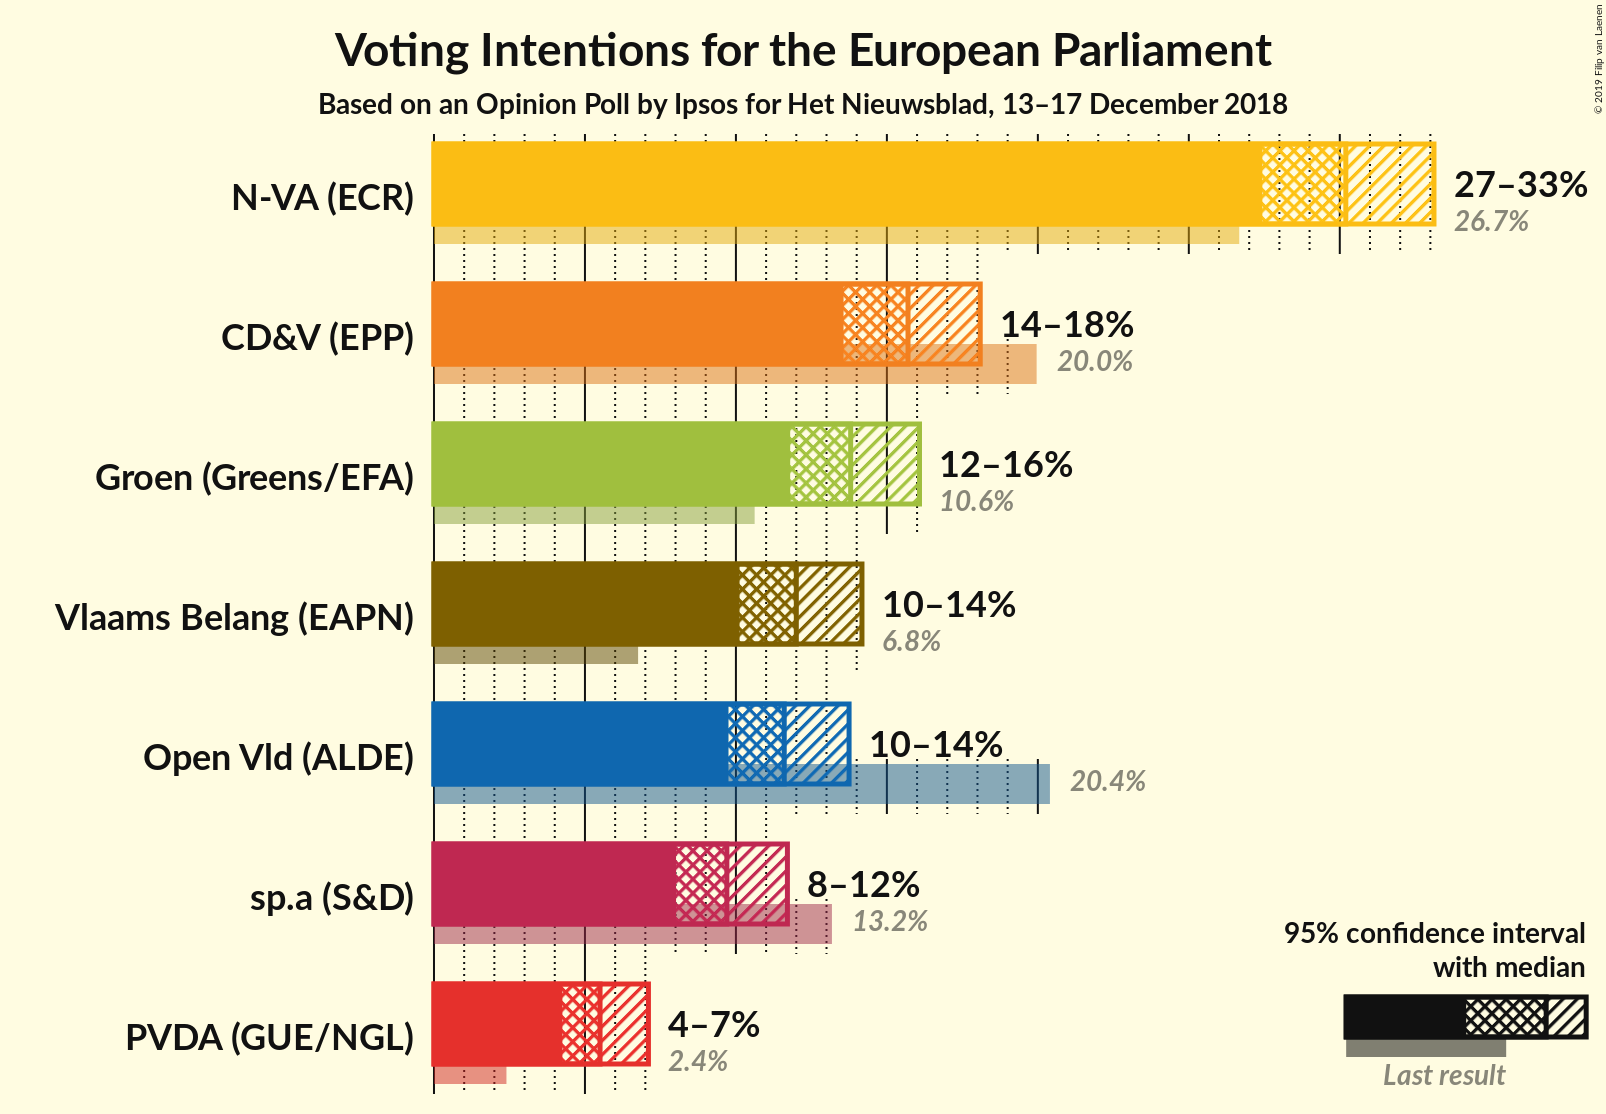 Voting Intentions for the European Parliament
Based on an Opinion Poll by Ipsos for Het Nieuwsblad, 13–17 December 2018
© 2019 Filip van Laenen
N-VA (ECR)
27–33%
26.7%
CD&V (EPP)
14–18%
20.0%
Groen (Greens/EFA)
12–16%
10.6%
Vlaams Belang (EAPN)
10–14%
6.8%
Open Vld (ALDE)
10–14%
20.4%
sp.a (S&D)
8–12%
13.2%
PVDA (GUE/NGL)
4–7%
2.4%
95% confidence interval
with median
Last result